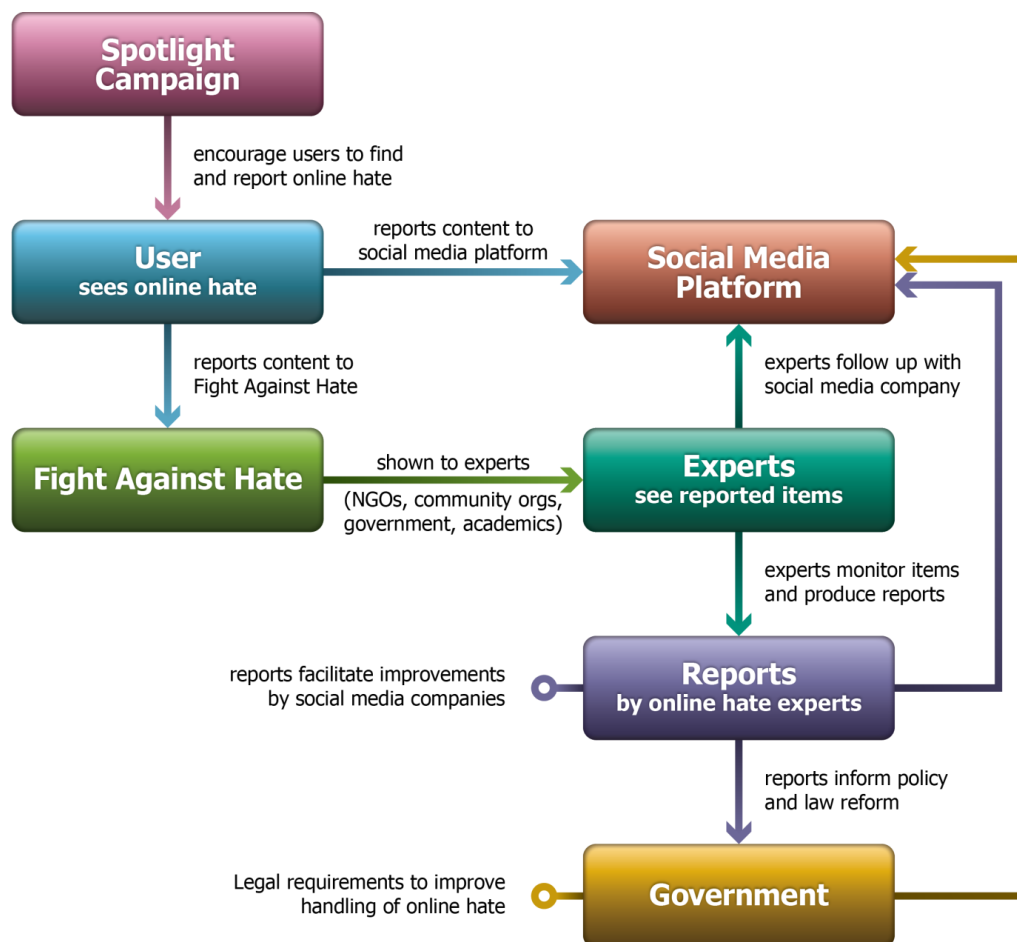 Spotlight
Campaign
encourage users to find
and report online hate
User
sees online hate
reports content to
social media platform
Social Media
Platform
reports content to
Fight Against Hate
experts follow up with
social media company
Fight Against Hate
shown to experts
(NGOs, community orgs,
government, academics)
Experts
see reported items
experts monitor items
and produce reports
reports facilitate improvements
by social media companies
Reports
by online hate experts
reports inform policy
and law reform
Legal requirements to improve
handling of online hate
Government